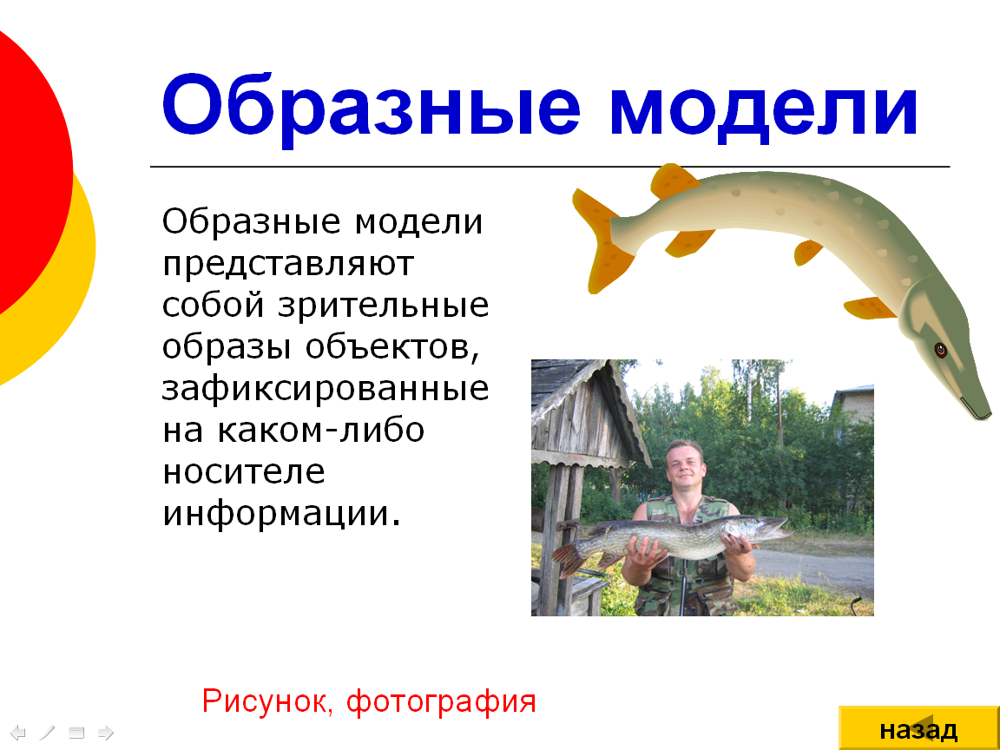 Образные модели
Образные модели
представляют
собой зрительные
образы объектов,
зафиксированные
на каком-либо
носителе
информации.
Рисунок, фотография
назад